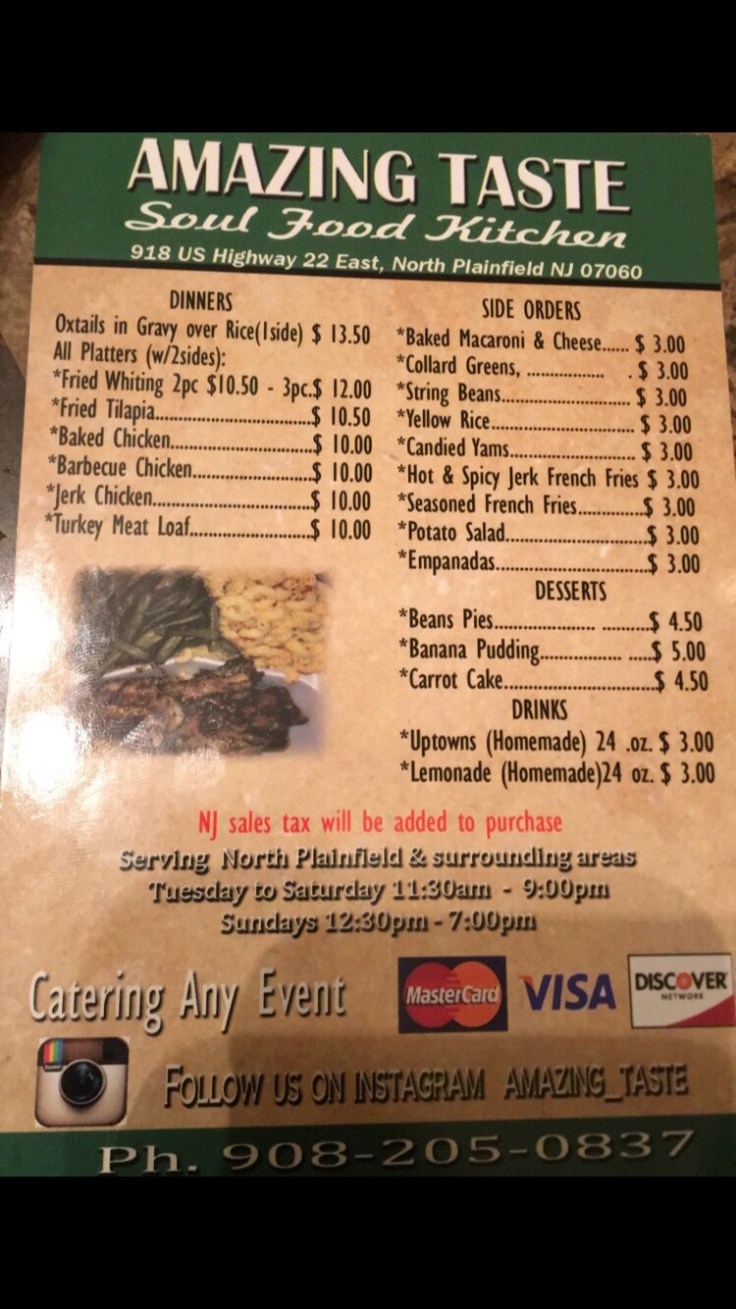 AMAZING TASTE
Soul Food Kitchen
918 US Highway 22 East, North Plainfield NJ 07060
DINNERS
Oxtails in Gravy over Rice(1side) $ 13.50
All Platters (w/2sides):
*Fried Whiting 2pc $10.50 - 3pc.$ 12.00
*Fried Tilapia..............................$ 10.50
*Baked Chicken...........................$ 10.00
*Barbecue Chicken.......................$ 10.00
*Jerk Chicken..............................$ 10.00
*Turkey Meat Loaf.......................$ 10.00
SIDE ORDERS
*Baked Macaroni & Cheese...... $ 3.00
*Collard Greens, ................ . $ 3.00
*String Beans.......................... $ 3.00
*Yellow Rice............................ $ 3.00
*Candied Yams......................... $ 3.00
*Hot & Spicy Jerk French Fries $ 3.00
*Seasoned French Fries.............$ 3.00
*Potato Salad............................$ 3.00
*Empanadas..............................$ 3.00
DESSERTS
*Beans Pies.................... ..........$ 4.50
*Banana Pudding................ .....$ 5.00
*Carrot Cake..............................$ 4.50
DRINKS
*Uptowns (Homemade) 24 .oz. $ 3.00
*Lemonade (Homemade)24 oz. $ 3.00
NJ sales tax will be added to purchase
Serving North Plainfield & surrounding areas
Tuesday to Saturday 11:30am - 9:00pm
Sundays 12:30pm - 7:00pm
Catering Any Event
MasterCard
VISA
DISCOVER
NETWORK
FOLLOW US ON INSTAGRAM AMAZING_TASTE
Ph. 908-205-0837